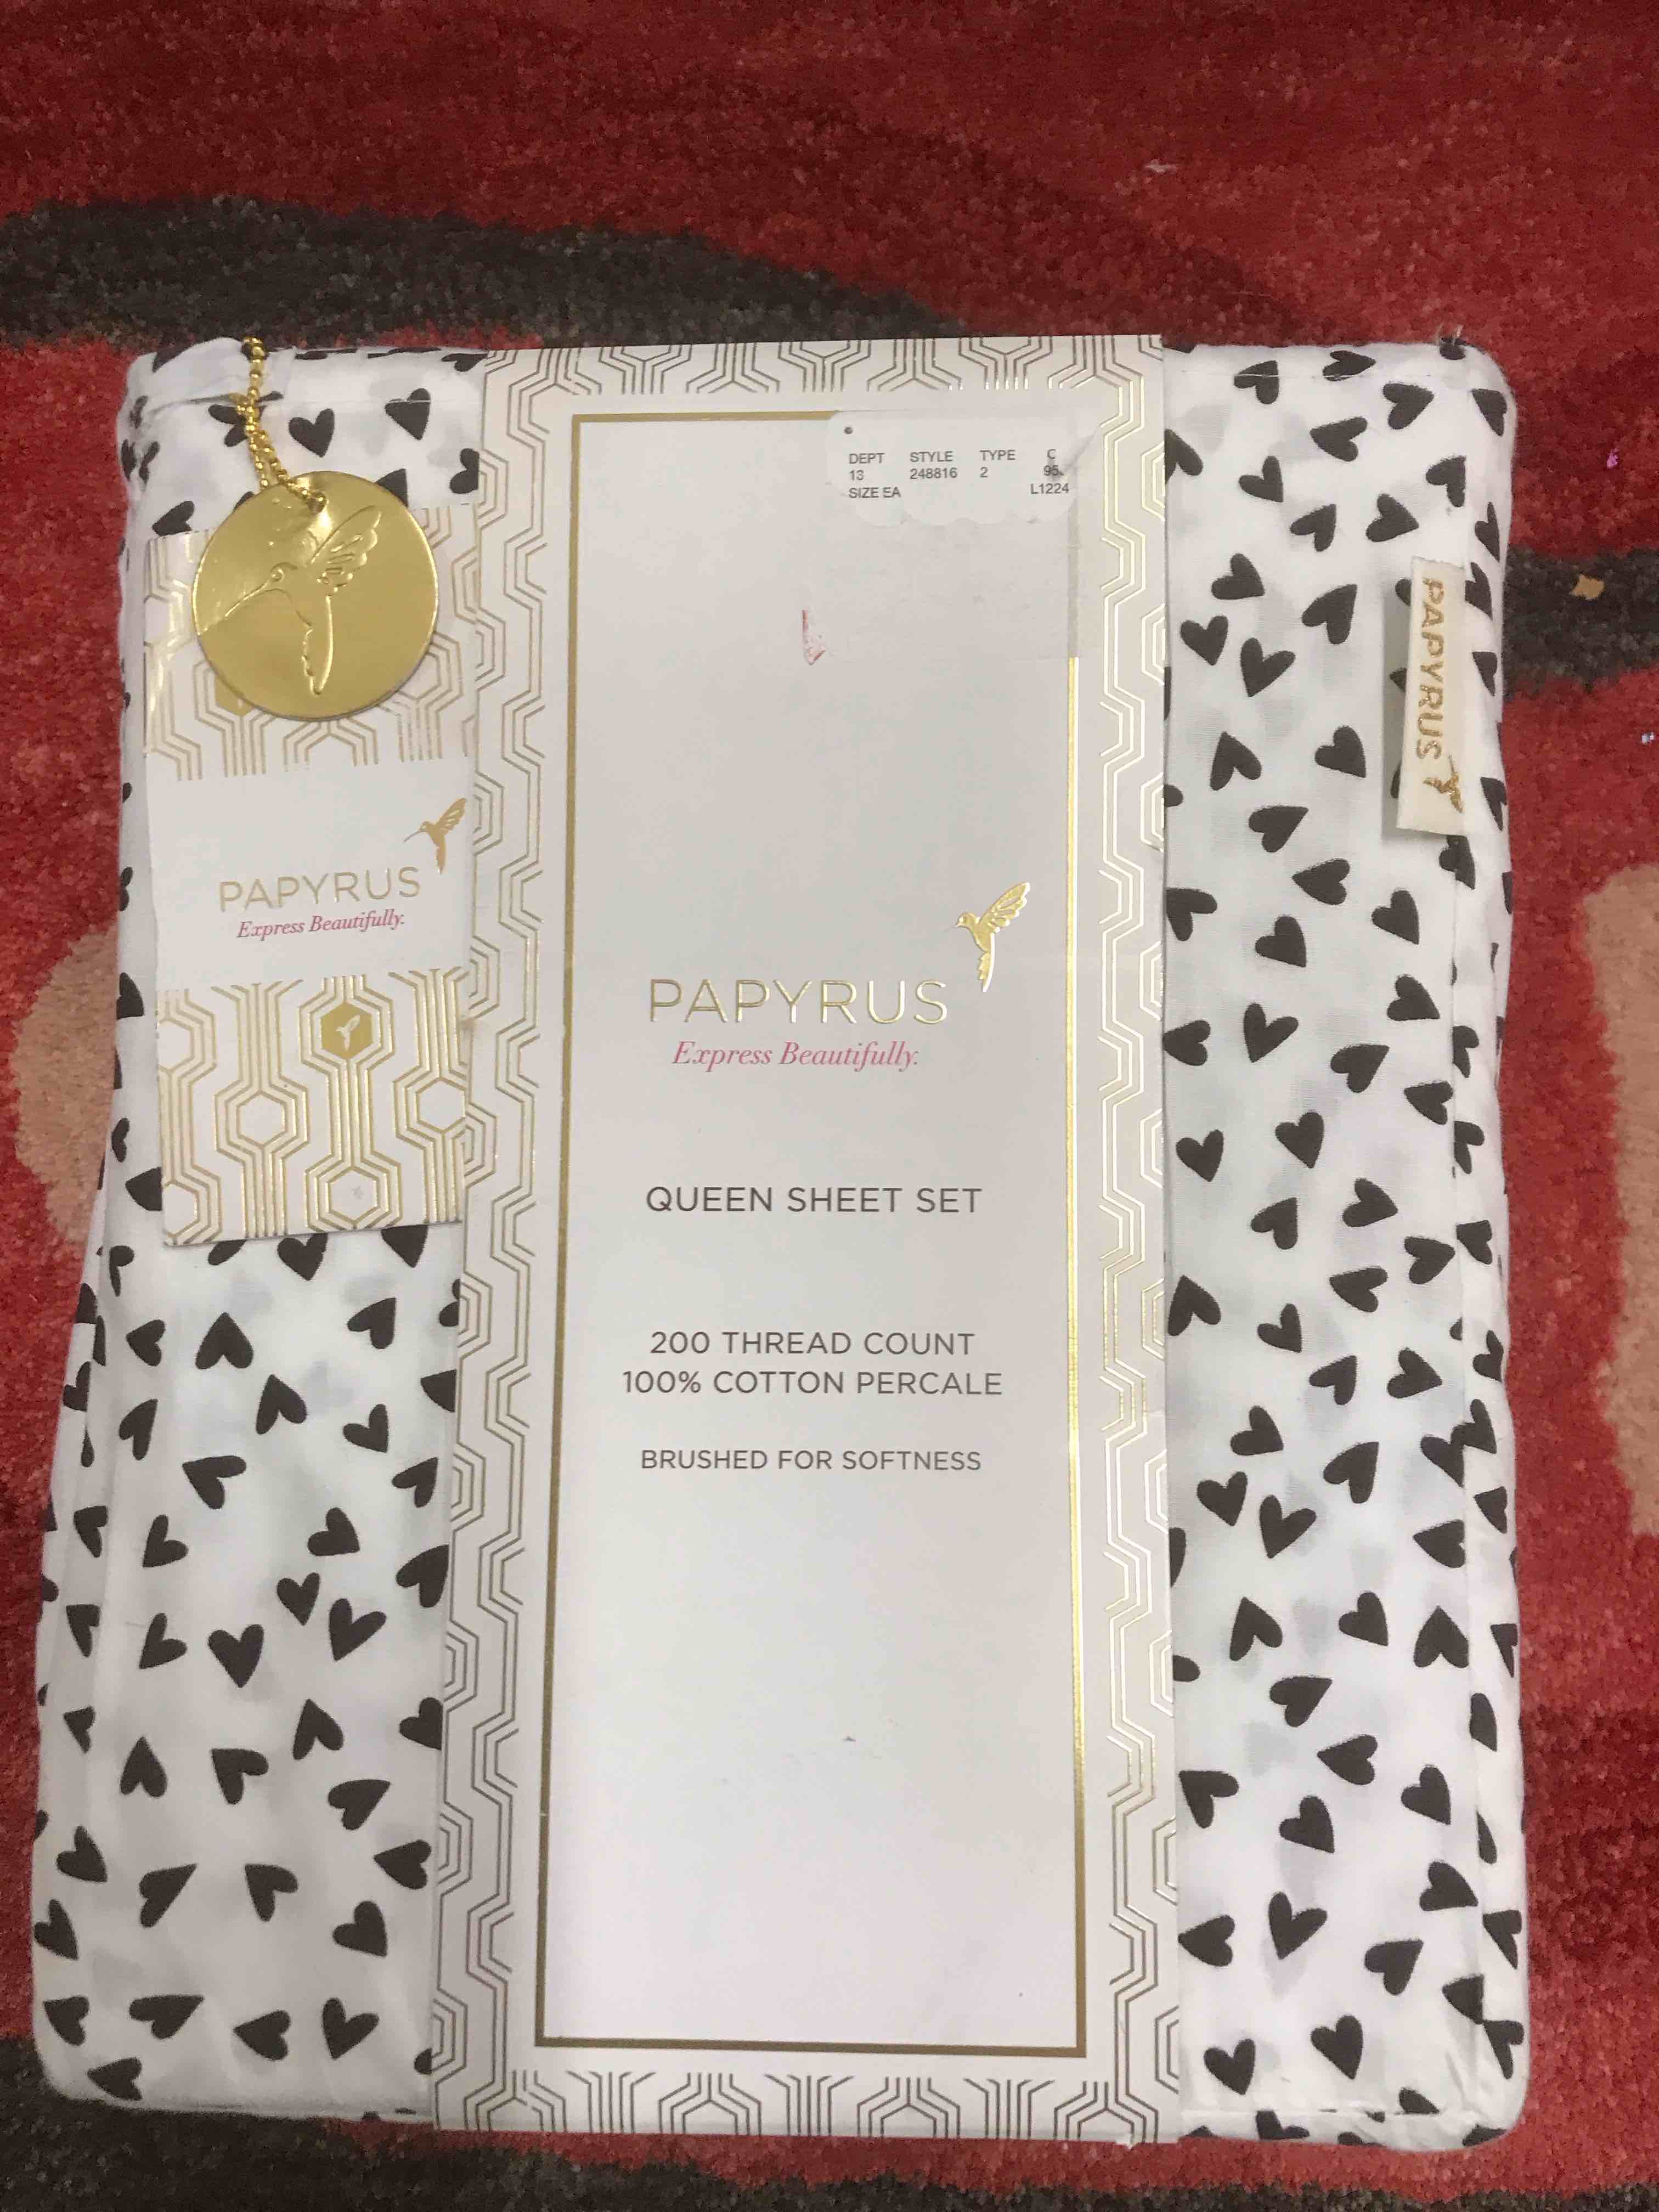 DEPT STYLE TYPE C
13 248816 2 95
SIZE EA L1224
PAPYRUS
PAPYRUS
Express Beautifully.
PAPYRUS
Express Beautifully.
QUEEN SHEET SET
200 THREAD COUNT
100% COTTON PERCALE
BRUSHED FOR SOFTNESS